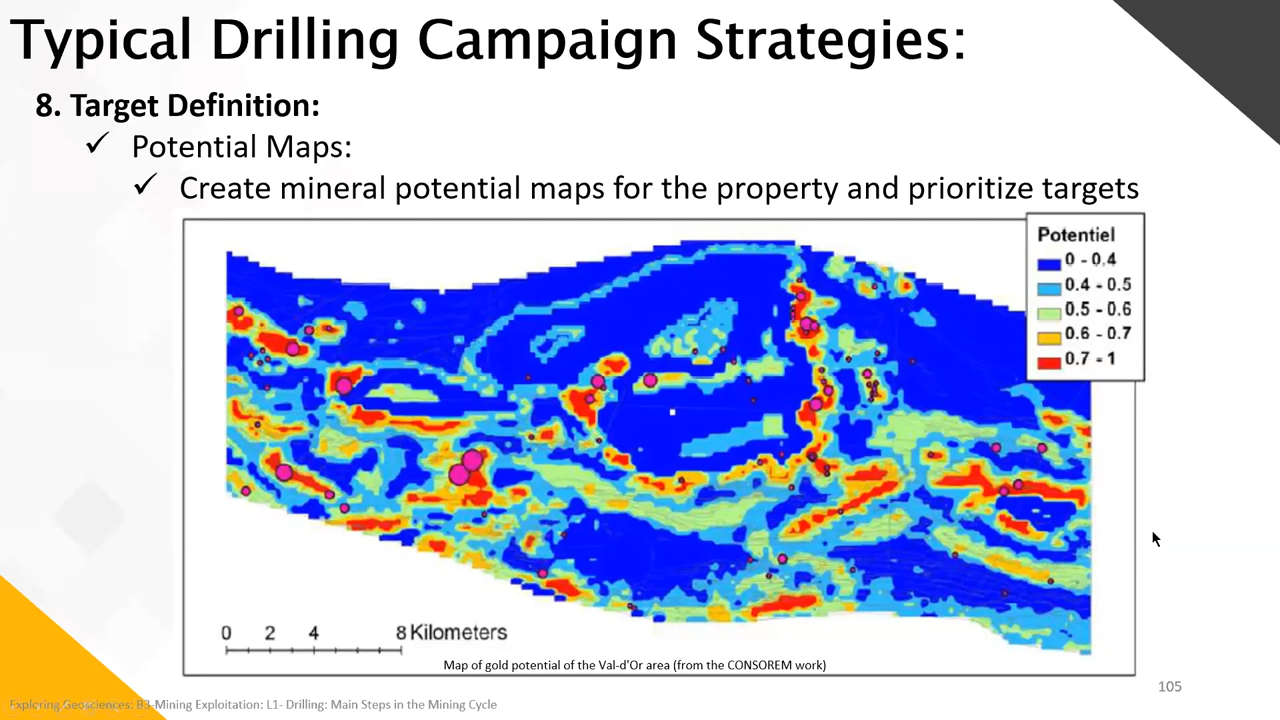 Typical Drilling Campaign Strategies:
8. Target Definition:
✓ Potential Maps:
✓ Create mineral potential maps for the property and prioritize targets
Potentiel
0 - 0.4
0.4 - 0.5
0.5 - 0.6
0.6 - 0.7
0.7 - 1
0 2 4 8 Kilometers
Map of gold potential of the Val-d'Or area (from the CONSOREM work)
105
Exploring Geosciences: B3-Mining Exploitation: L1- Drilling: Main Steps in the Mining Cycle